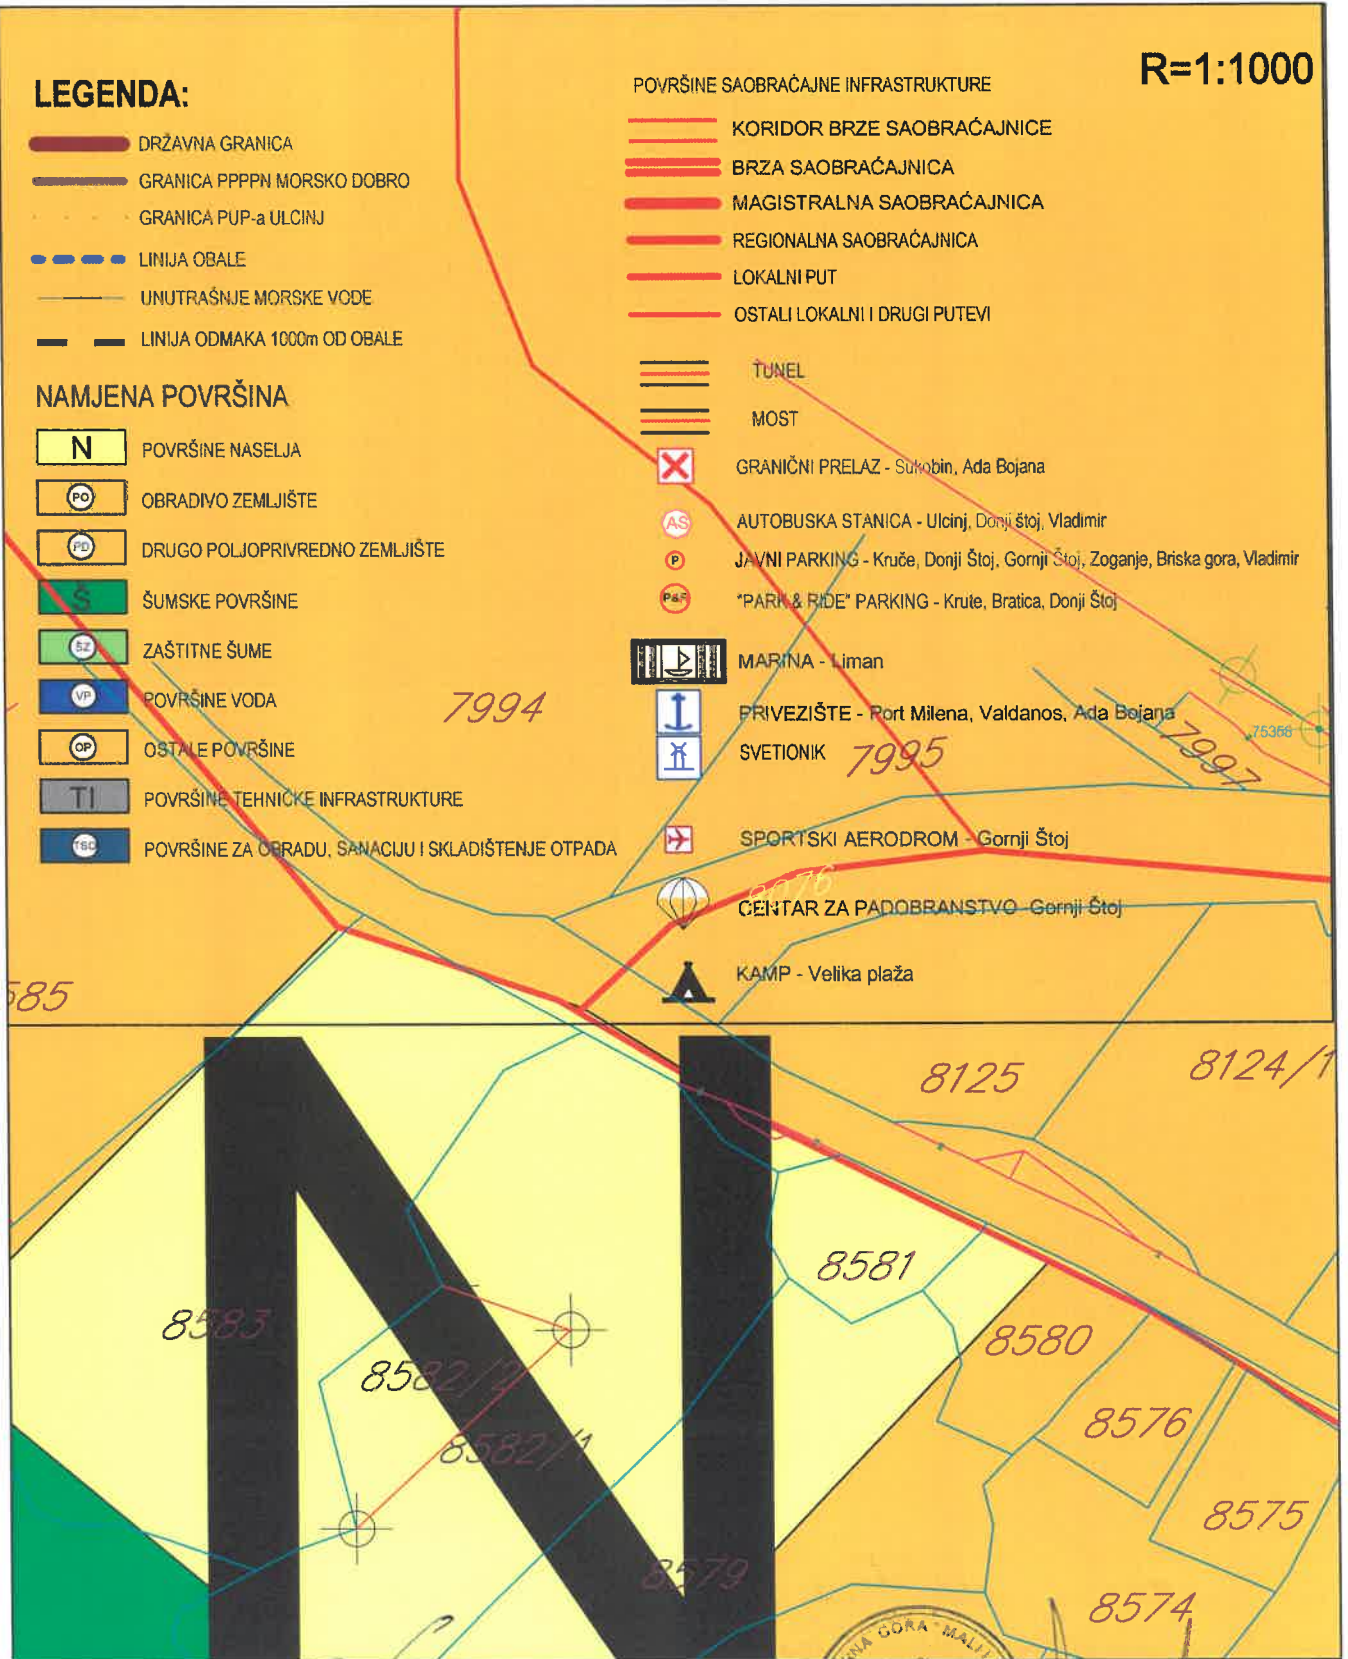 R=1:1000
LEGENDA:
DRŽAVNA GRANICA
GRANICA PPPPN MORSKO DOBRO
GRANICA PUP-a ULCINJ
LINIJA OBALE
UNUTRAŠNJE MORSKE VODE
LINIJA ODMAKA 1000m OD OBALE
NAMJENA POVRŠINA
N POVRŠINE NASELJA
PO OBRADIVO ZEMLJIŠTE
PD DRUGO POLJOPRIVREDNO ZEMLJIŠTE
Š ŠUMSKE POVRŠINE
ŠZ ZAŠTITNE ŠUME
VP POVRŠINE VODA
OP OSTALE POVRŠINE
TI POVRŠINE TEHNIČKE INFRASTRUKTURE
POVRŠINE ZA OBRADU, SANACIJU I SKLADIŠTENJE OTPADA
POVRŠINE SAOBRAĆAJNE INFRASTRUKTURE
KORIDOR BRZE SAOBRAĆAJNICE
BRZA SAOBRAĆAJNICA
MAGISTRALNA SAOBRAĆAJNICA
REGIONALNA SAOBRAĆAJNICA
LOKALNI PUT
OSTALI LOKALNI I DRUGI PUTEVI
TUNEL
MOST
GRANIČNI PRELAZ - Sukobin, Ada Bojana
AS AUTOBUSKA STANICA - Ulcinj, Donji štoj, Vladimir
P JAVNI PARKING - Kruče, Donji Štoj, Gornji Štoj, Zoganje, Briska gora, Vladimir
P&R "PARK & RIDE" PARKING - Krute, Bratica, Donji Štoj
MARINA - Liman
PRIVEZIŠTE - Port Milena, Valdanos, Ada Bojana
SVETIONIK
SPORTSKI AERODROM - Gornji Štoj
CENTAR ZA PADOBRANSTVO -Gornji Štoj
KAMP - Velika plaža
7994
7995
7997
75368
8076
585
8125
8124/1
N
8581
8583
8580
8582/2
8576
8582/1
8575
8579
8574
GORA